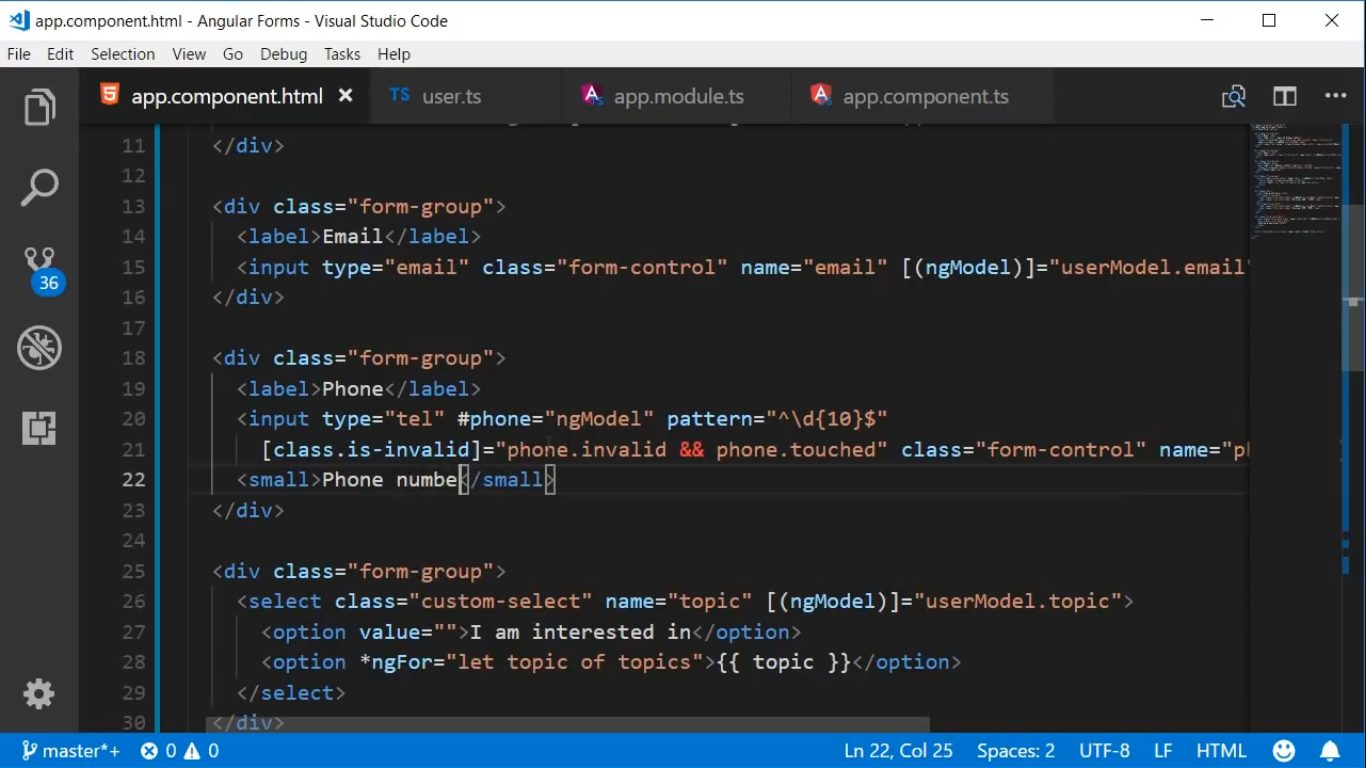 app.component.html - Angular Forms - Visual Studio Code
File Edit Selection View Go Debug Tasks Help
app.component.html TS user.ts app.module.ts app.component.ts
11 </div>
12
13 <div class="form-group">
14 <label>Email</label>
15 <input type="email" class="form-control" name="email" [(ngModel)]="userModel.email"
16 </div>
17
18 <div class="form-group">
19 <label>Phone</label>
20 <input type="tel" #phone="ngModel" pattern="^\d{10}$"
21 [class.is-invalid]="phone.invalid && phone.touched" class="form-control" name="ph
22 <small>Phone numbe</small>
23 </div>
24
25 <div class="form-group">
26 <select class="custom-select" name="topic" [(ngModel)]="userModel.topic">
27 <option value="">I am interested in</option>
28 <option *ngFor="let topic of topics">{{ topic }}</option>
29 </select>
30 </div>
36
master*+ 0 0 Ln 22, Col 25 Spaces: 2 UTF-8 LF HTML